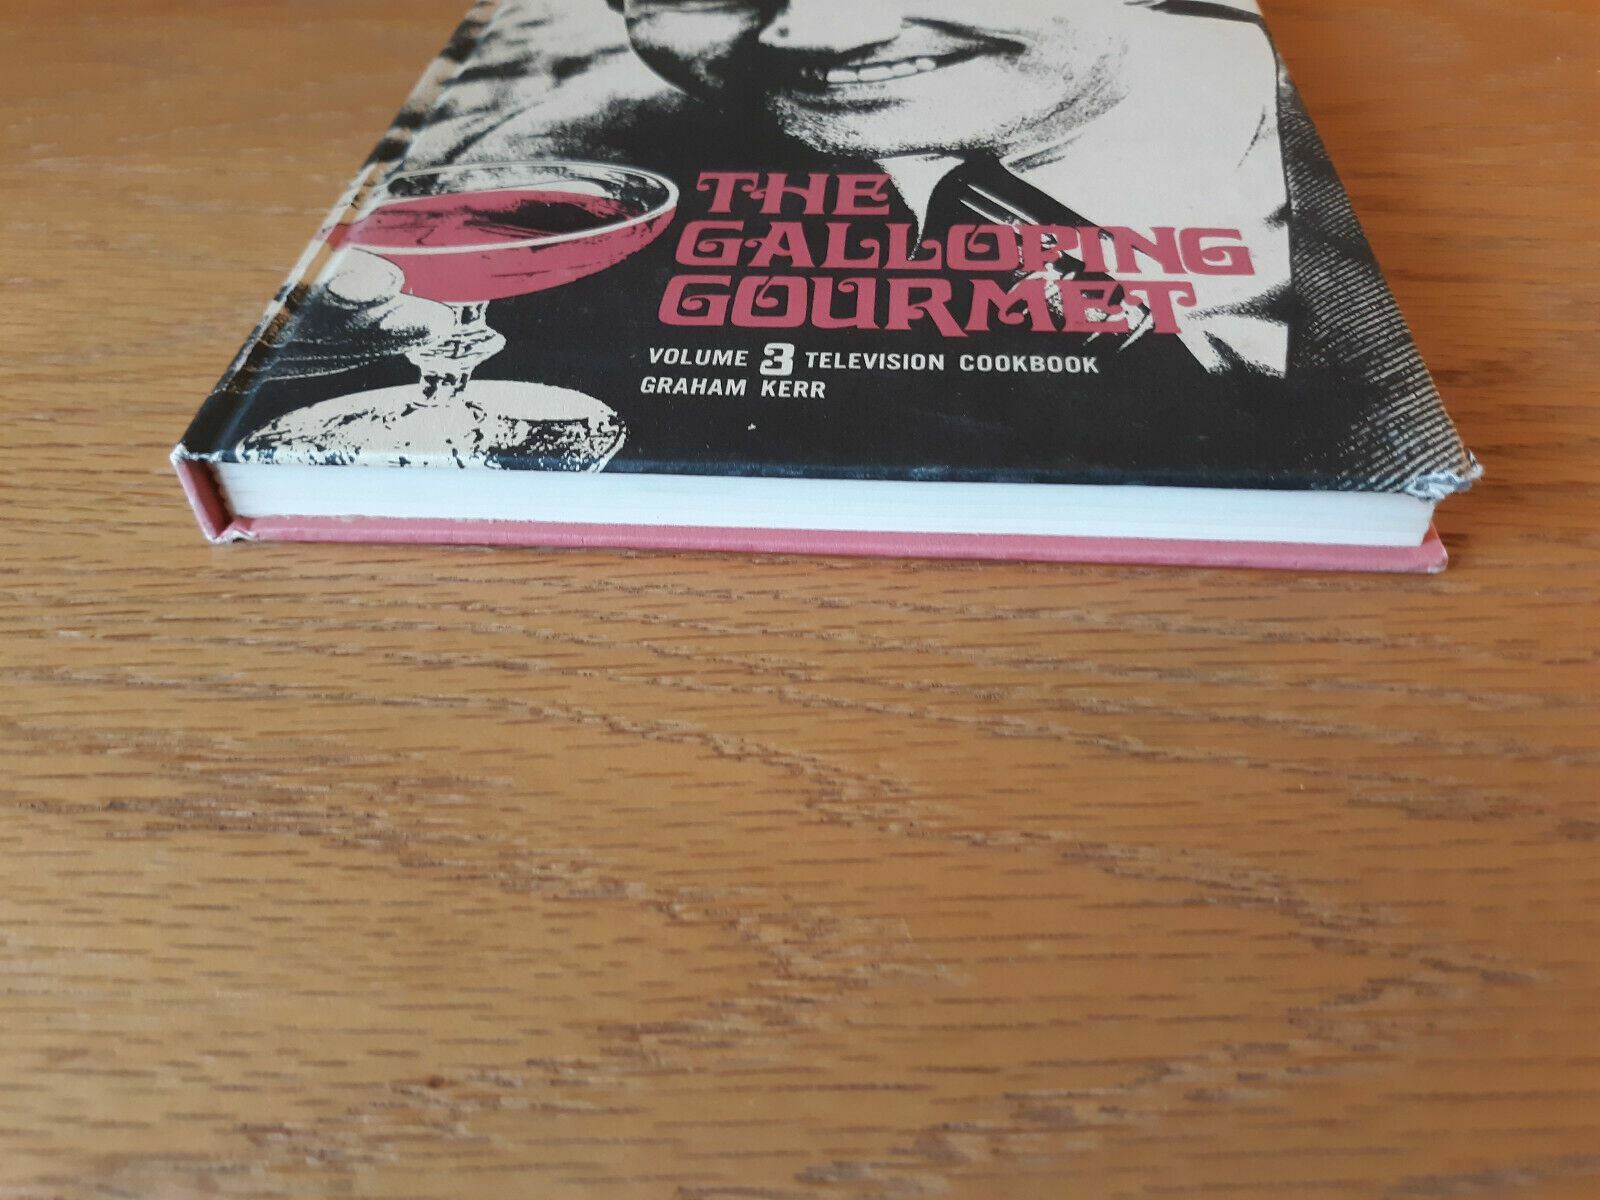 THE
GALLOPING
GOURMET
VOLUME 3 TELEVISION COOKBOOK
GRAHAM KERR